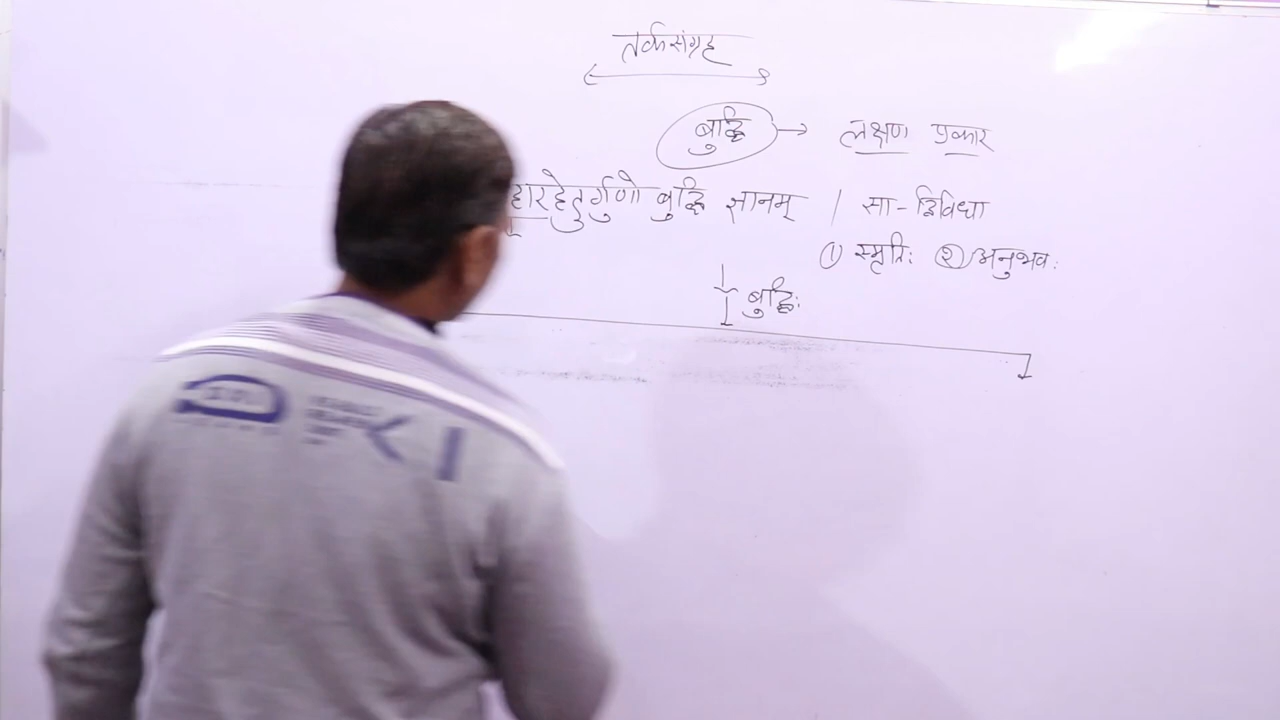 तर्कसंग्रह
बुद्धि → लक्षण प्रकार
हारहेतुर्गुणो बुद्धि ज्ञानम् / सा - द्विविधा
① स्मृतिः ② अनुभवः
बुद्धिः